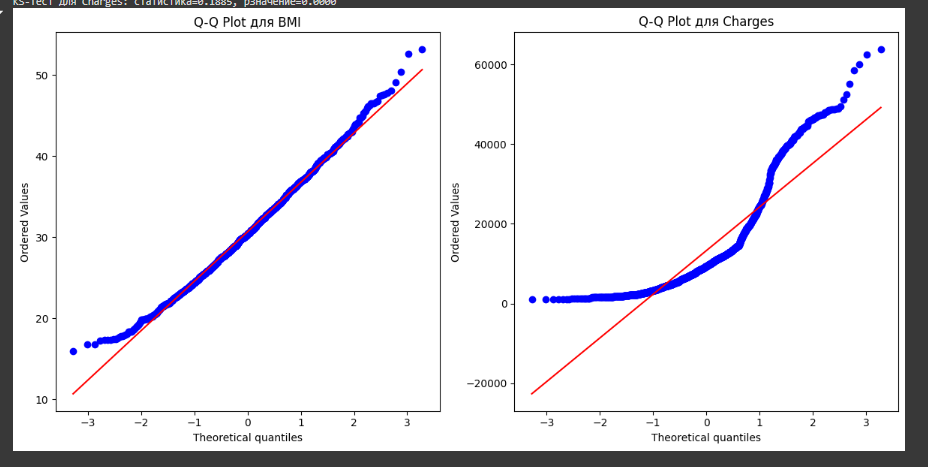 KS-тест для Charges: статистика=0.1885, p-значение=0.0000
Q-Q Plot для BMI
Q-Q Plot для Charges
50
40
30
20
10
Ordered Values
−3 −2 −1 0 1 2 3
Theoretical quantiles
60000
40000
20000
0
−20000
Ordered Values
−3 −2 −1 0 1 2 3
Theoretical quantiles